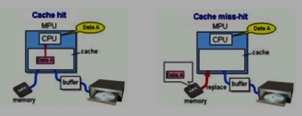 Cache hit
MPU
CPU
Data A
cache
Data A
buffer
memory
Cache miss-hit
MPU
CPU
Data A
cache
Data A
buffer
memory
replace